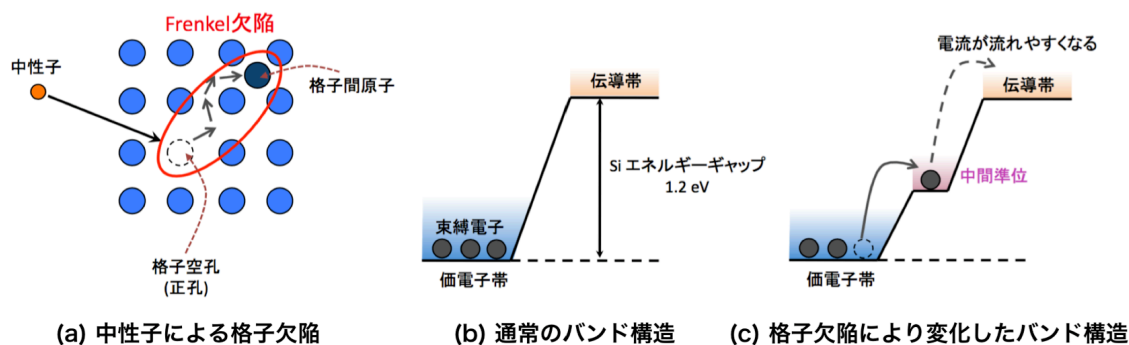 Frenkel欠陥
中性子
格子間原子
格子空孔
(正孔)
(a) 中性子による格子欠陥
伝導帯
Si エネルギーギャップ
1.2 eV
束縛電子
価電子帯
(b) 通常のバンド構造
電流が流れやすくなる
伝導帯
中間準位
価電子帯
(c) 格子欠陥により変化したバンド構造